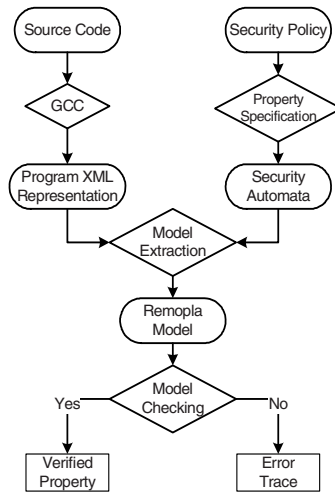 Source Code
Security Policy
GCC
Property
Specification
Program XML
Representation
Security
Automata
Model
Extraction
Remopla
Model
Model
Checking
Yes
No
Verified
Property
Error
Trace